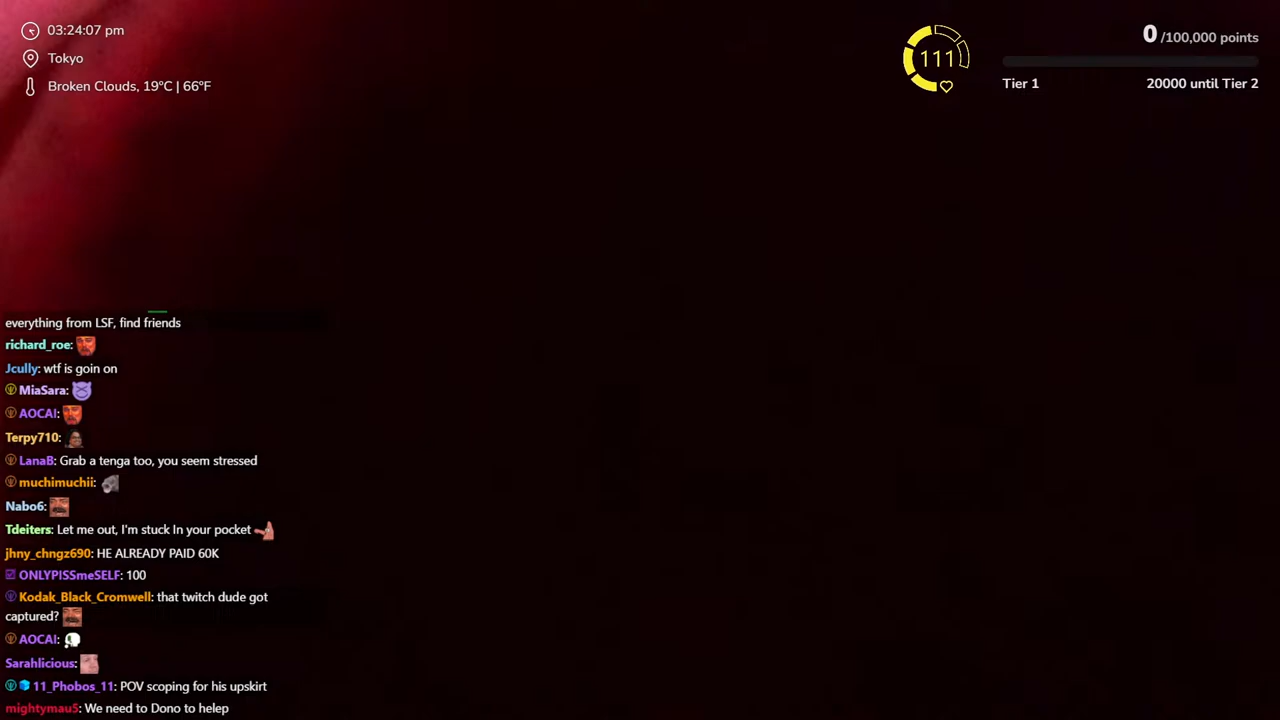 03:24:07 pm
Tokyo
Broken Clouds, 19°C | 66°F
111
0 /100,000 points
Tier 1
20000 until Tier 2
everything from LSF, find friends
richard_roe:
Jcully: wtf is goin on
MiaSara:
AOCAI:
Terpy710:
LanaB: Grab a tenga too, you seem stressed
muchimuchii:
Nabo6:
Tdeiters: Let me out, I'm stuck In your pocket
jhny_chngz690: HE ALREADY PAID 60K
ONLYPISSmeSELF: 100
Kodak_Black_Cromwell: that twitch dude got
captured?
AOCAI:
Sarahlicious:
11_Phobos_11: POV scoping for his upskirt
mightymau5: We need to Dono to helep